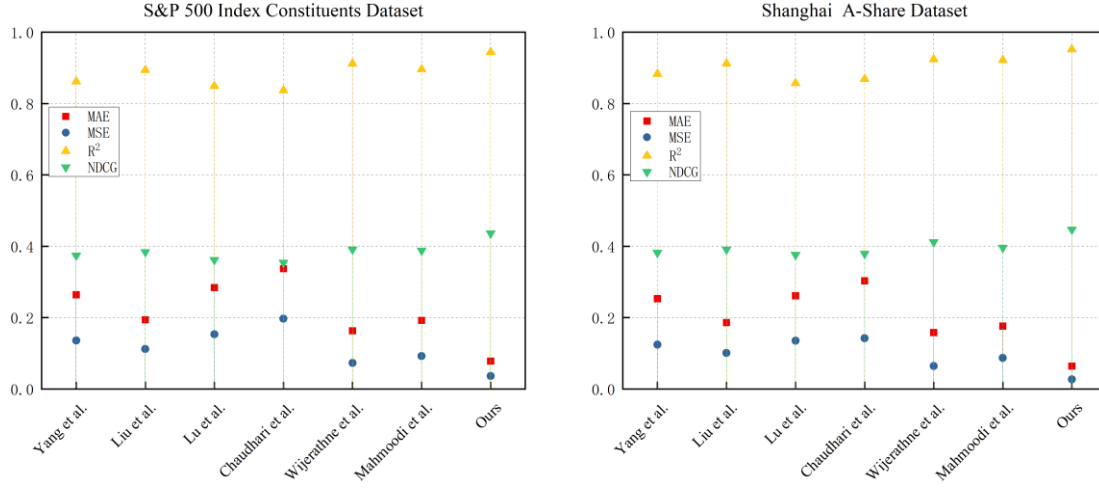 S&P 500 Index Constituents Dataset
1.0
0.8
0.6
0.4
0.2
0.0
MAE
MSE
R²
NDCG
Yang et al.
Liu et al.
Lu et al.
Chaudhari et al.
Wijerathne et al.
Mahmoodi et al.
Ours
Shanghai A-Share Dataset
1.0
0.8
0.6
0.4
0.2
0.0
MAE
MSE
R²
NDCG
Yang et al.
Liu et al.
Lu et al.
Chaudhari et al.
Wijerathne et al.
Mahmoodi et al.
Ours